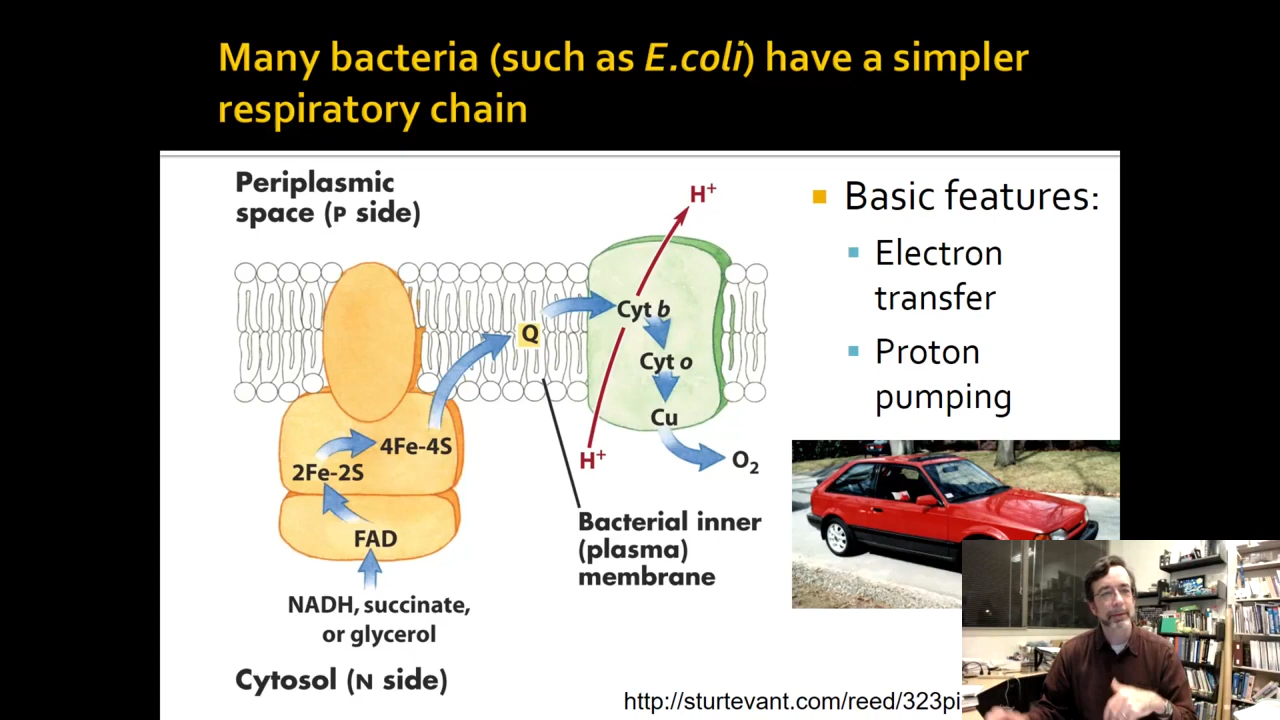 Many bacteria (such as E.coli) have a simpler
respiratory chain
Periplasmic
space (P side)
H+
Cyt b
Q
Cyt o
Cu
4Fe-4S
2Fe-2S
H+
O2
FAD
Bacterial inner
(plasma)
membrane
NADH, succinate,
or glycerol
Cytosol (N side)
Basic features:
Electron
transfer
Proton
pumping
http://sturtevant.com/reed/323pi